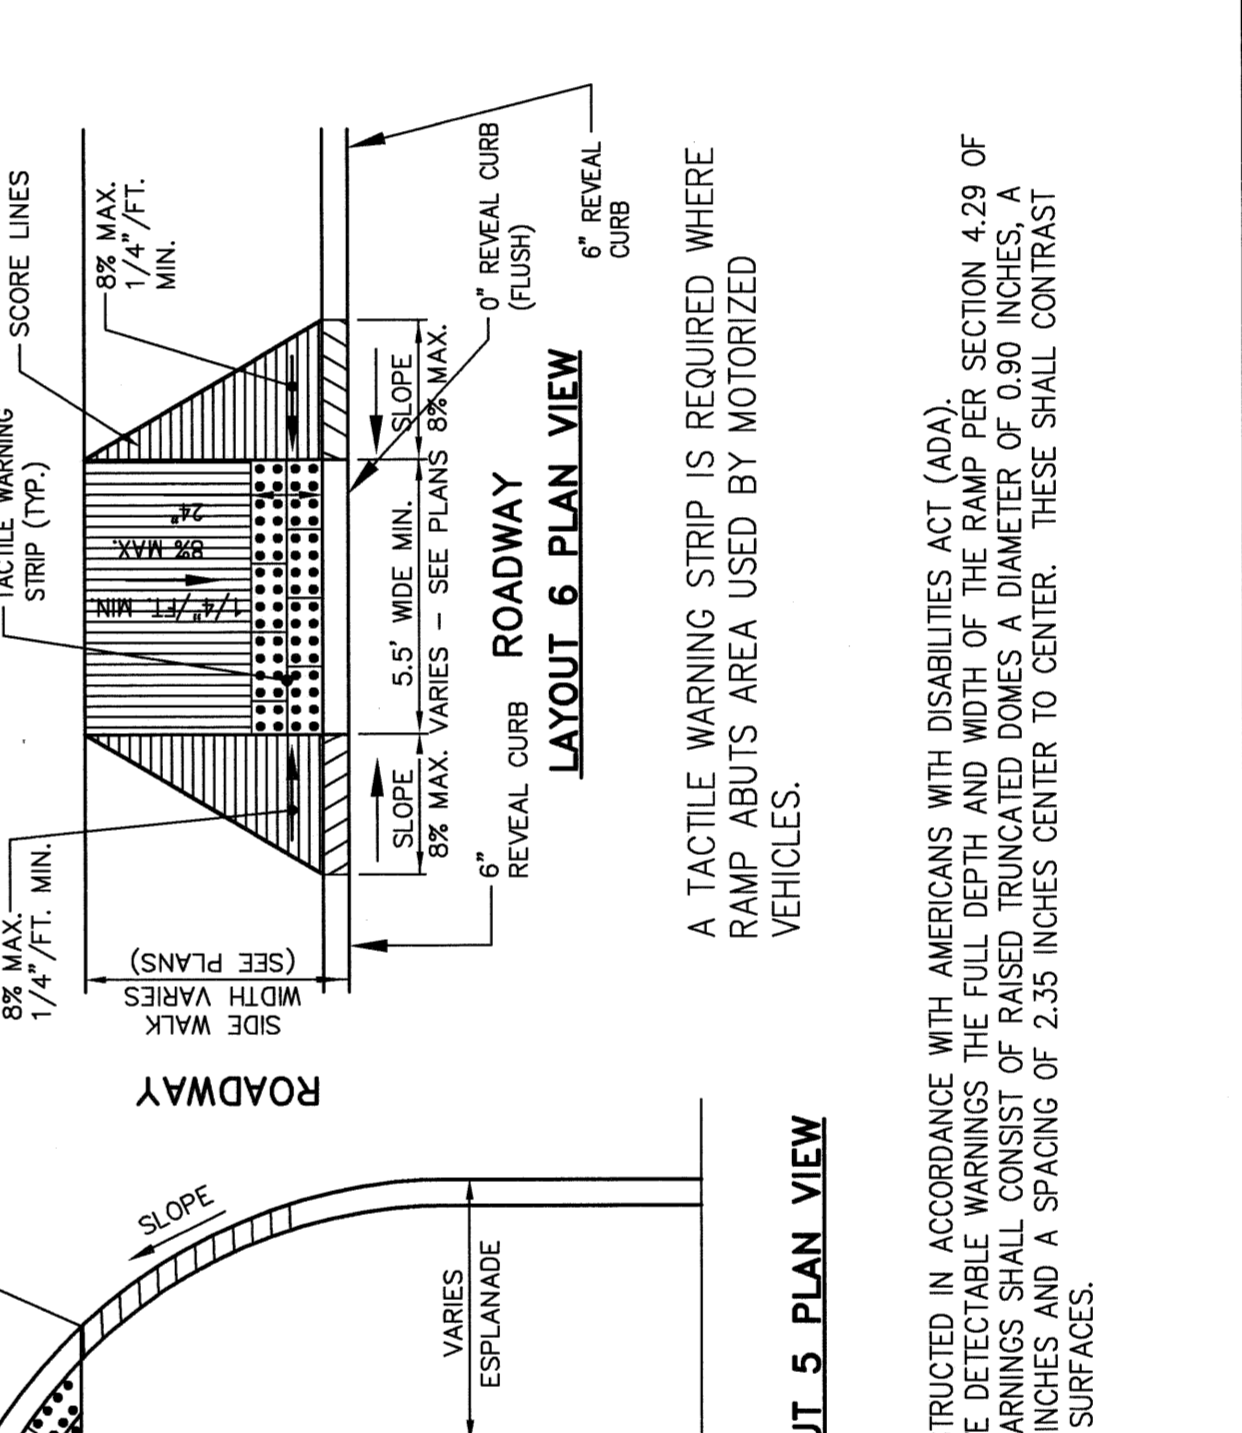 TACTILE WARNING
STRIP (TYP.)
SCORE LINES
8% MAX.
1/4"/FT.
MIN.
8% MAX.
1/4"/FT. MIN.
1/4"/FT. MIN.
8% MAX.
24"
SIDE WALK
WIDTH VARIES
(SEE PLANS)
SLOPE
8% MAX.
5.5' WIDE MIN.
VARIES - SEE PLANS
SLOPE
8% MAX.
6"
REVEAL CURB
ROADWAY
0" REVEAL CURB
(FLUSH)
6" REVEAL
CURB
LAYOUT 6 PLAN VIEW
A TACTILE WARNING STRIP IS REQUIRED WHERE
RAMP ABUTS AREA USED BY MOTORIZED
VEHICLES.
ROADWAY
SLOPE
VARIES
ESPLANADE
UT 5 PLAN VIEW
TRUCTED IN ACCORDANCE WITH AMERICANS WITH DISABILITIES ACT (ADA).
E DETECTABLE WARNINGS THE FULL DEPTH AND WIDTH OF THE RAMP PER SECTION 4.29 OF
ARNINGS SHALL CONSIST OF RAISED TRUNCATED DOMES A DIAMETER OF 0.90 INCHES, A
INCHES AND A SPACING OF 2.35 INCHES CENTER TO CENTER. THESE SHALL CONTRAST
SURFACES.